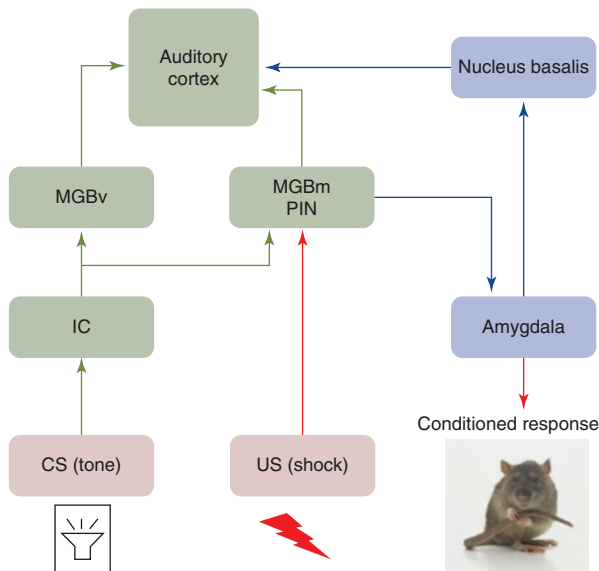 Auditory
cortex
Nucleus basalis
MGBv
MGBm
PIN
IC
Amygdala
Conditioned response
CS (tone)
US (shock)